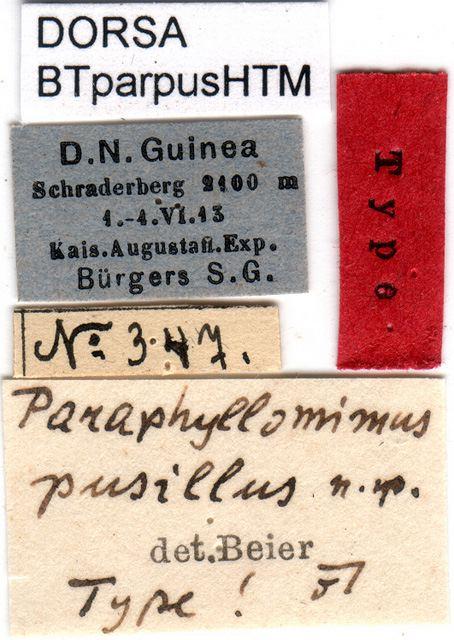 DORSA
BTparpusHTM
D.N. Guinea
Schraderberg 2100 m
1.-4.VI.13
Kais.Augustafl.Exp.
Bürgers S.G.
Type.
No: 347.
Paraphyllomimus
pusillus n. sp.
det. Beier
Type!